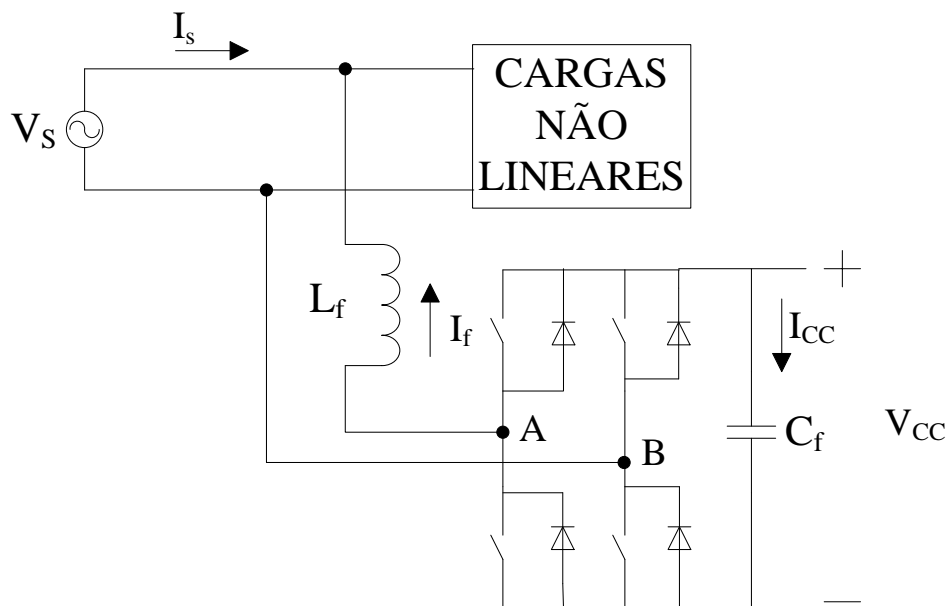 I_s
V_S
CARGAS
NÃO
LINEARES
L_f
I_f
+
I_CC
A
B
C_f
V_CC
−